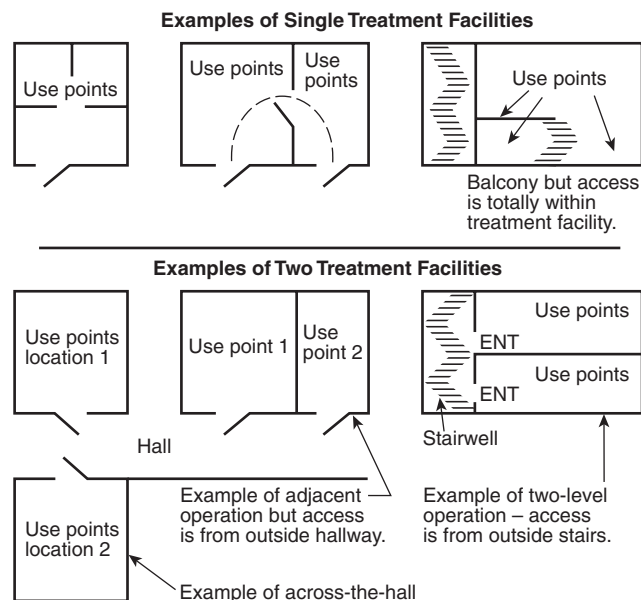 Examples of Single Treatment Facilities
Use points
Use points
Use
points
Use points
Balcony but access
is totally within
treatment facility.
Examples of Two Treatment Facilities
Use points
location 1
Use point 1
Use
point 2
Use points
ENT
Use points
ENT
Hall
Stairwell
Use points
location 2
Example of adjacent
operation but access
is from outside hallway.
Example of two-level
operation – access
is from outside stairs.
Example of across-the-hall